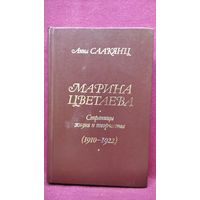 Анна СААКЯНЦ
МАРИНА
ЦВЕТАЕВА
Страницы
жизни и творчества
(1910–1922)